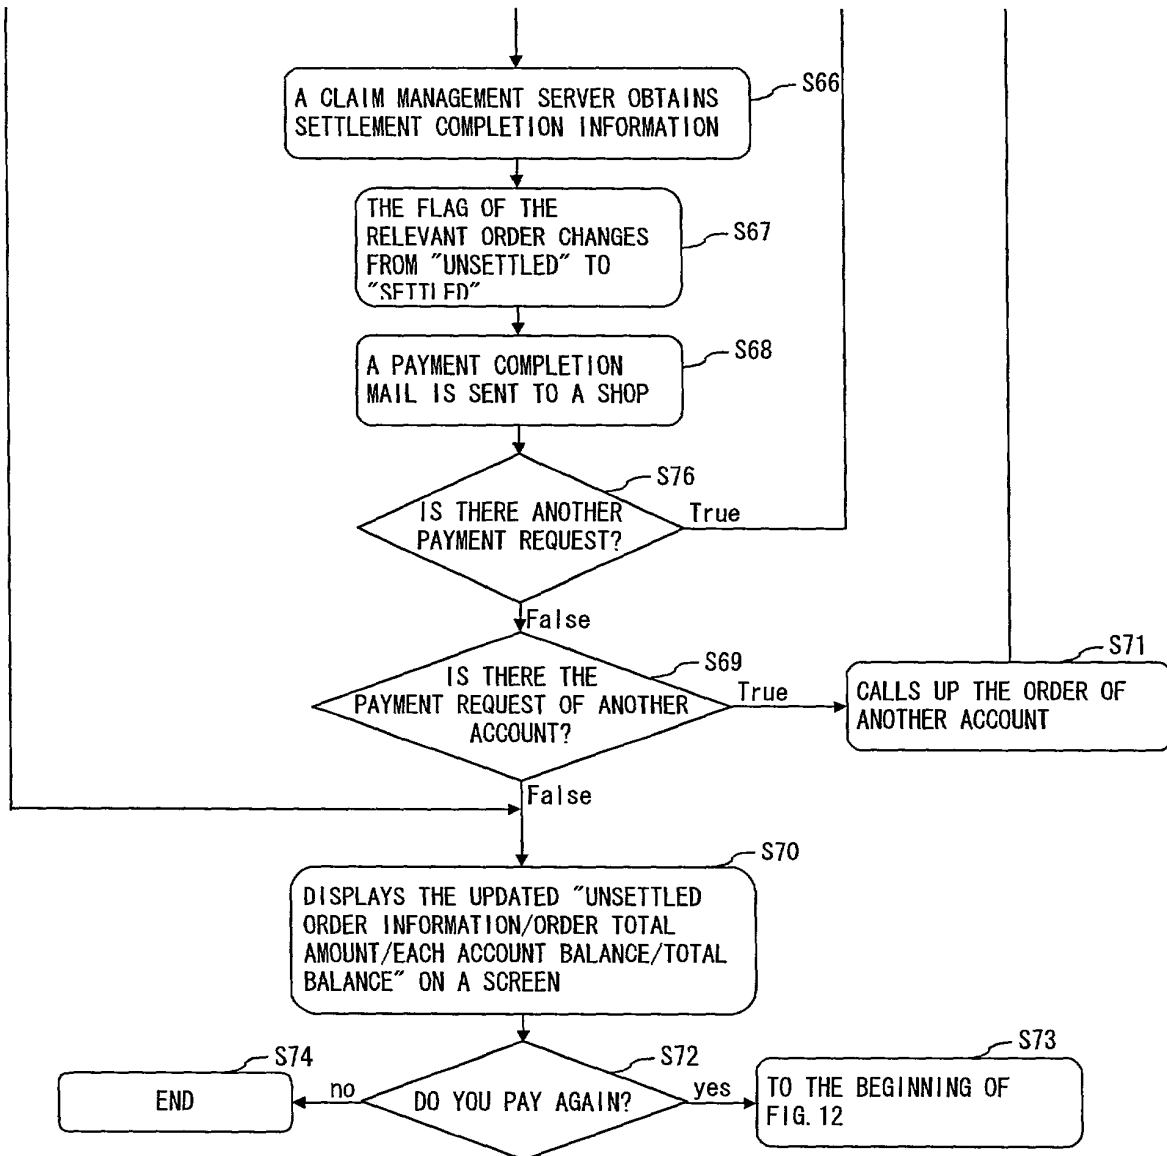 S66
A CLAIM MANAGEMENT SERVER OBTAINS
SETTLEMENT COMPLETION INFORMATION
S67
THE FLAG OF THE
RELEVANT ORDER CHANGES
FROM "UNSETTLED" TO
"SETTLED"
S68
A PAYMENT COMPLETION
MAIL IS SENT TO A SHOP
S76
IS THERE ANOTHER
PAYMENT REQUEST?
True
False
S69
IS THERE THE
PAYMENT REQUEST OF ANOTHER
ACCOUNT?
True
S71
CALLS UP THE ORDER OF
ANOTHER ACCOUNT
False
S70
DISPLAYS THE UPDATED "UNSETTLED
ORDER INFORMATION/ORDER TOTAL
AMOUNT/EACH ACCOUNT BALANCE/TOTAL
BALANCE" ON A SCREEN
S74
END
no
S72
DO YOU PAY AGAIN?
yes
S73
TO THE BEGINNING OF
FIG. 12